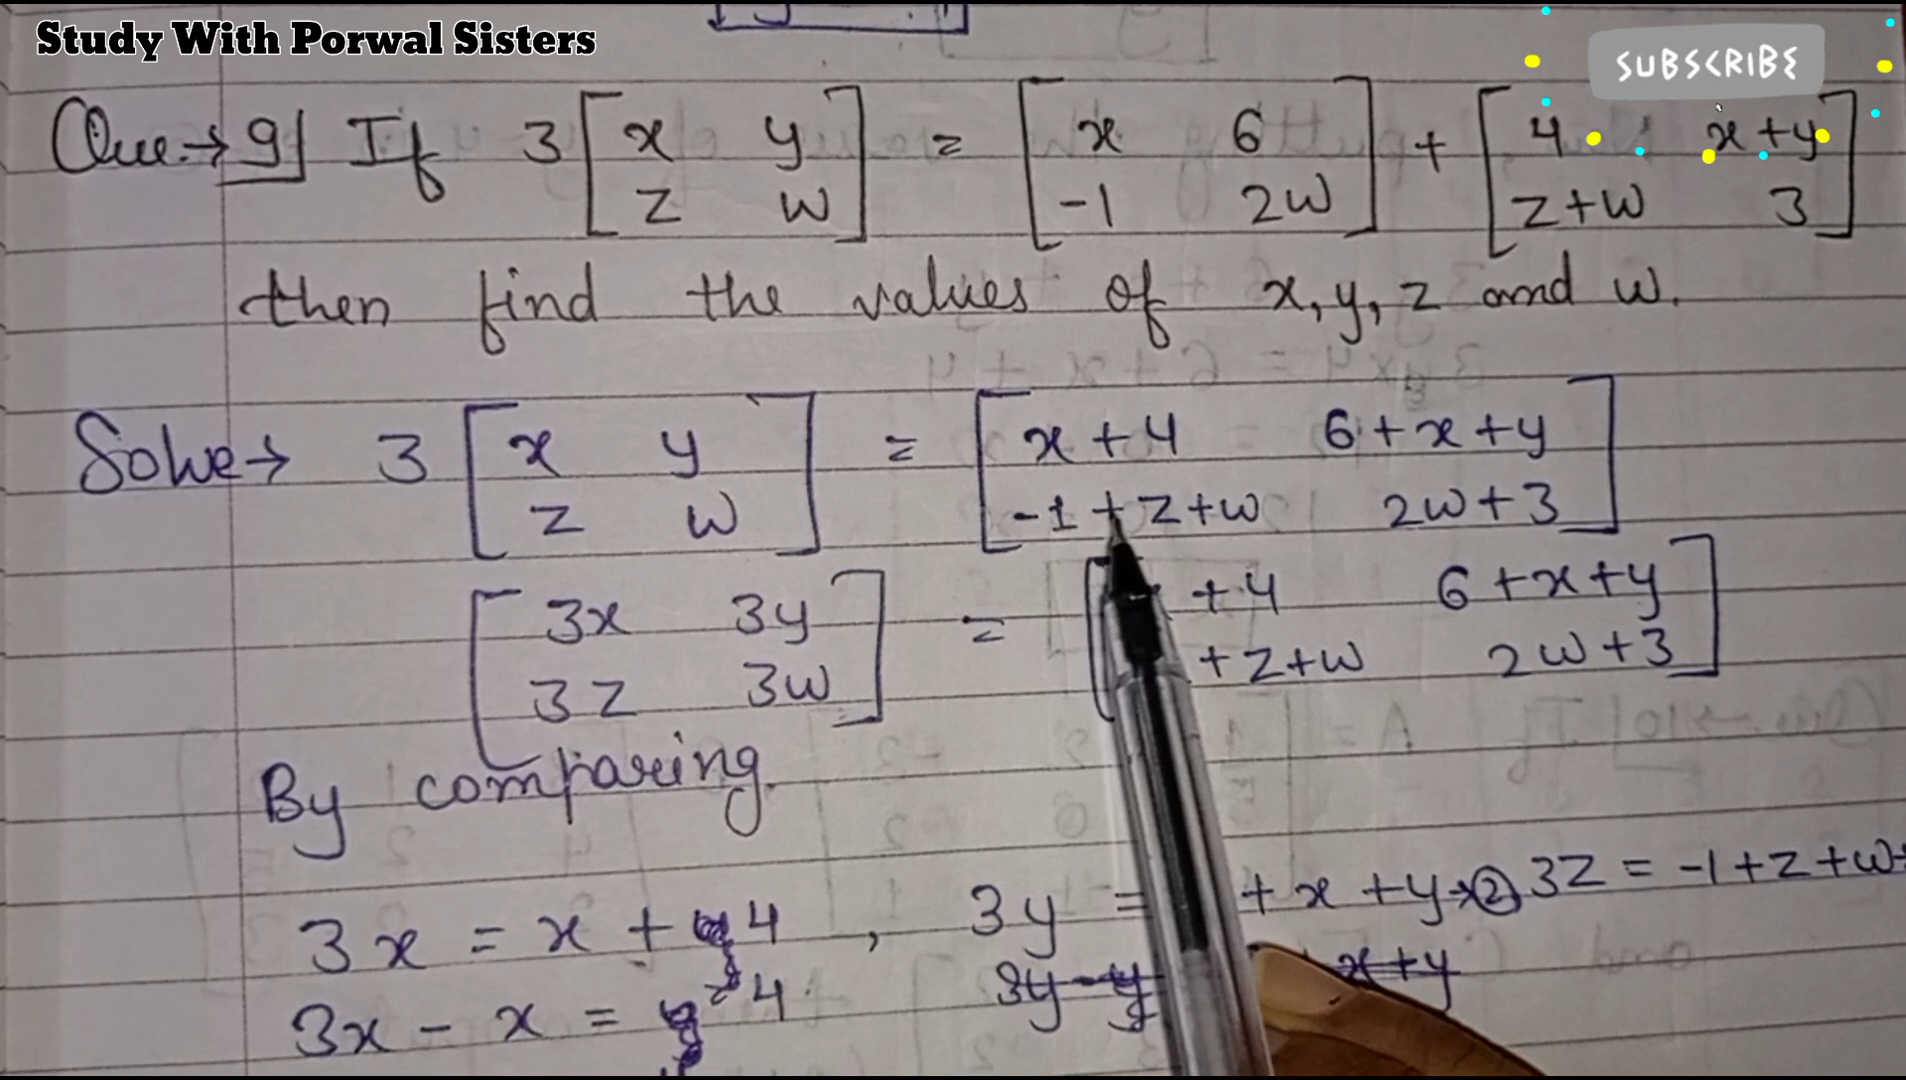 Study With Porwal Sisters
SUBSCRIBE
Que.→ 9| If 3 [x y = [x 6 + [4 x+y
z w] -1 2w] z+w 3]
then find the values of x, y, z and w.
Solve→ 3 [x y = [x+4 6+x+y
z w] -1+z+w 2w+3]
[3x 3y = [ +4 6+x+y
3z 3w] +z+w 2w+3]
By comparing
3x = x + 4 , 3y = + x + y → ② 3z = -1+z+w
3x - x = 4 3y - y x+y